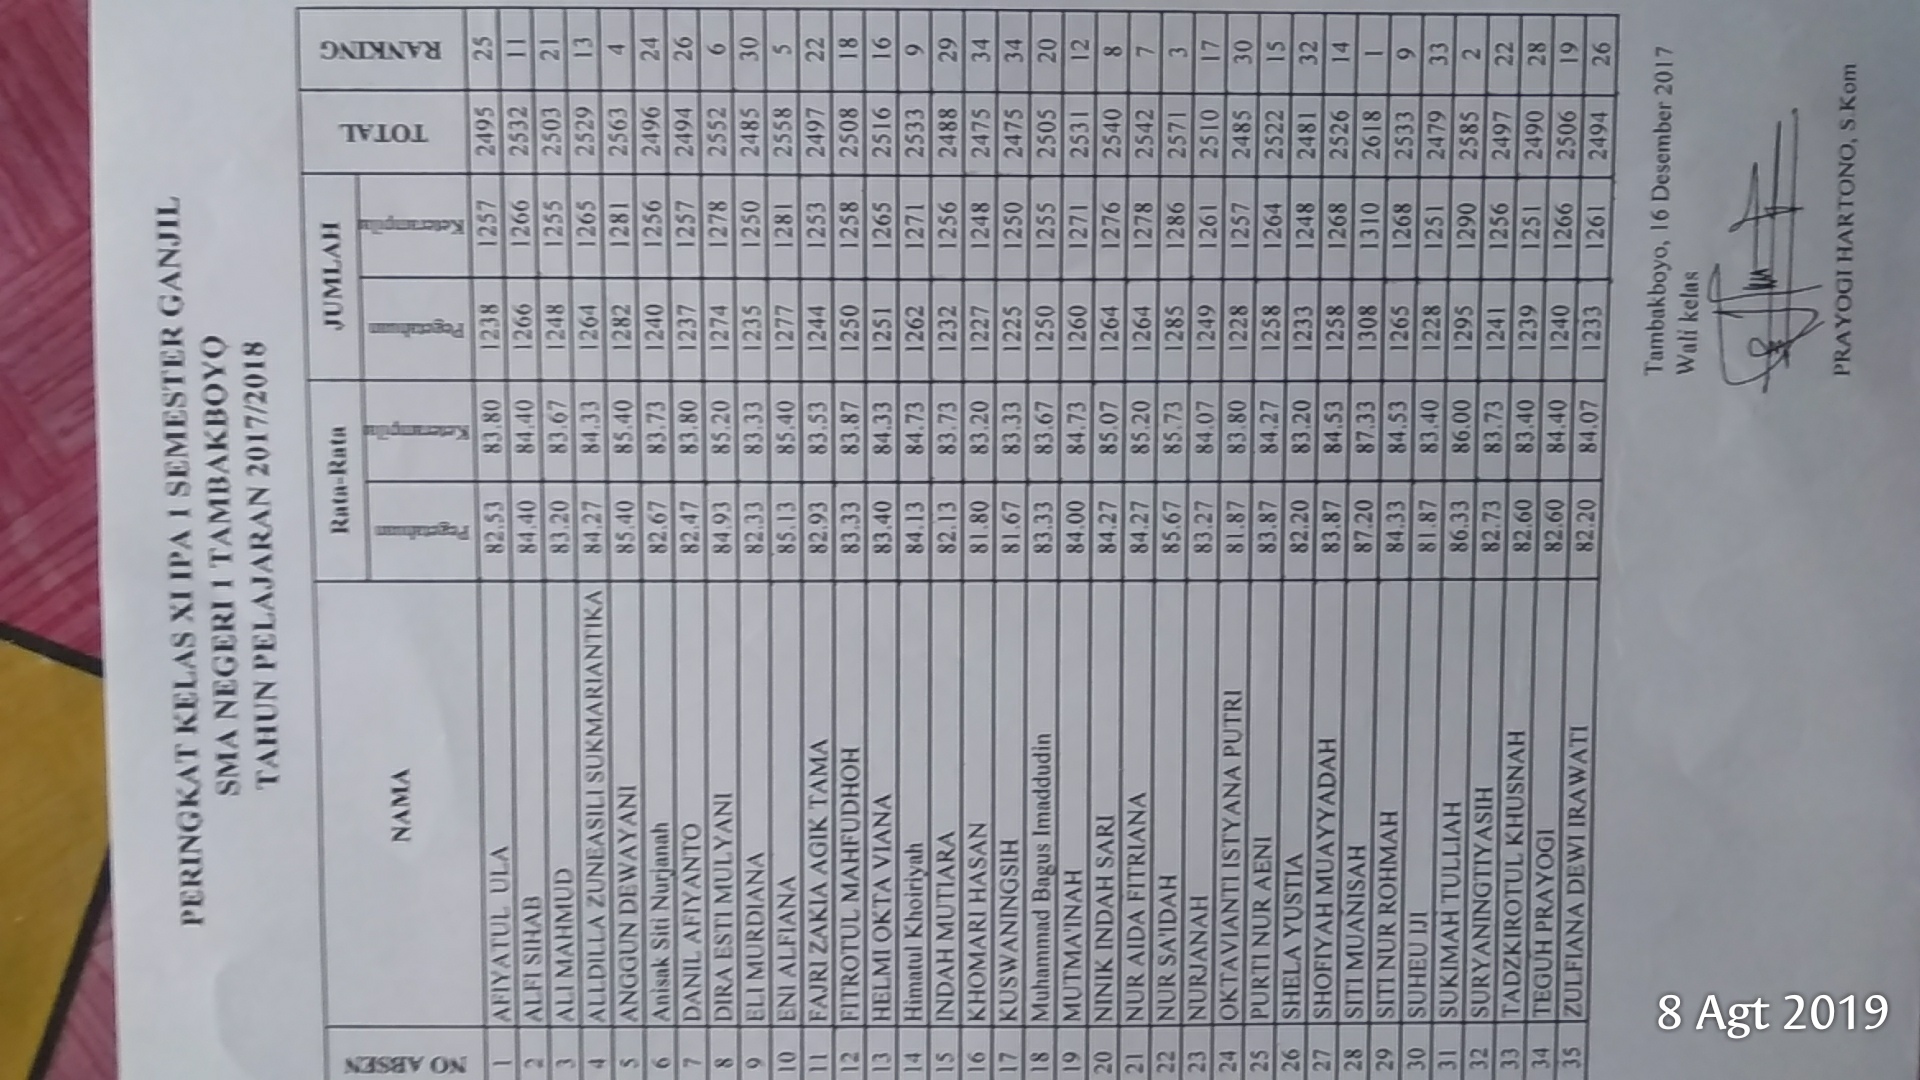 PERINGKAT KELAS XI IPA 1 SEMESTER GANJIL
SMA NEGERI 1 TAMBAKBOYO
TAHUN PELAJARAN 2017/2018
NO ABSEN NAMA Rata-Rata JUMLAH TOTAL RANKING
Pegetahuan Keterampilan Pegetahuan Keterampilan
1 AFIYATUL ULA 82.53 83.80 1238 1257 2495 25
2 ALFI SIHAB 84.40 84.40 1266 1266 2532 11
3 ALI MAHMUD 83.20 83.67 1248 1255 2503 21
4 ALLDILLA ZUNEASILI SUKMARIANTIKA 84.27 84.33 1264 1265 2529 13
5 ANGGUN DEWAYANI 85.40 85.40 1282 1281 2563 4
6 Anisak Siti Nurjanah 82.67 83.73 1240 1256 2496 24
7 DANIL AFIYANTO 82.47 83.80 1237 1257 2494 26
8 DIRA ESTI MULYANI 84.93 85.20 1274 1278 2552 6
9 ELI MURDIANA 82.33 83.33 1235 1250 2485 30
10 ENI ALFIANA 85.13 85.40 1277 1281 2558 5
11 FAJRI ZAKIA AGIK TAMA 82.93 83.53 1244 1253 2497 22
12 FITROTUL MAHFUDHOH 83.33 83.87 1250 1258 2508 18
13 HELMI OKTA VIANA 83.40 84.33 1251 1265 2516 16
14 Himatul Khoiriyah 84.13 84.73 1262 1271 2533 9
15 INDAH MUTIARA 82.13 83.73 1232 1256 2488 29
16 KHOMARI HASAN 81.80 83.20 1227 1248 2475 34
17 KUSWANINGSIH 81.67 83.33 1225 1250 2475 34
18 Muhammad Bagus Imaddudin 83.33 83.67 1250 1255 2505 20
19 MUTMA'INAH 84.00 84.73 1260 1271 2531 12
20 NINIK INDAH SARI 84.27 85.07 1264 1276 2540 8
21 NUR AIDA FITRIANA 84.27 85.20 1264 1278 2542 7
22 NUR SA'IDAH 85.67 85.73 1285 1286 2571 3
23 NURJANAH 83.27 84.07 1249 1261 2510 17
24 OKTAVIANTI ISTYANA PUTRI 81.87 83.80 1228 1257 2485 30
25 PURTI NUR AENI 83.87 84.27 1258 1264 2522 15
26 SHELA YUSTIA 82.20 83.20 1233 1248 2481 32
27 SHOFIYAH MUAYYADAH 83.87 84.53 1258 1268 2526 14
28 SITI MUANISAH 87.20 87.33 1308 1310 2618 1
29 SITI NUR ROHMAH 84.33 84.53 1265 1268 2533 9
30 SUHEU IJI 81.87 83.40 1228 1251 2479 33
31 SUKIMAH TULLIAH 86.33 86.00 1295 1290 2585 2
32 SURYANINGTIYASIH 82.73 83.73 1241 1256 2497 22
33 TADZKIROTUL KHUSNAH 82.60 83.40 1239 1251 2490 28
34 TEGUH PRAYOGI 82.60 84.40 1240 1266 2506 19
35 ZULFIANA DEWI IRAWATI 82.20 84.07 1233 1261 2494 26
Tambakboyo, 16 Desember 2017
Wali kelas
PRAYOGI HARTONO, S.Kom
8 Agt 2019